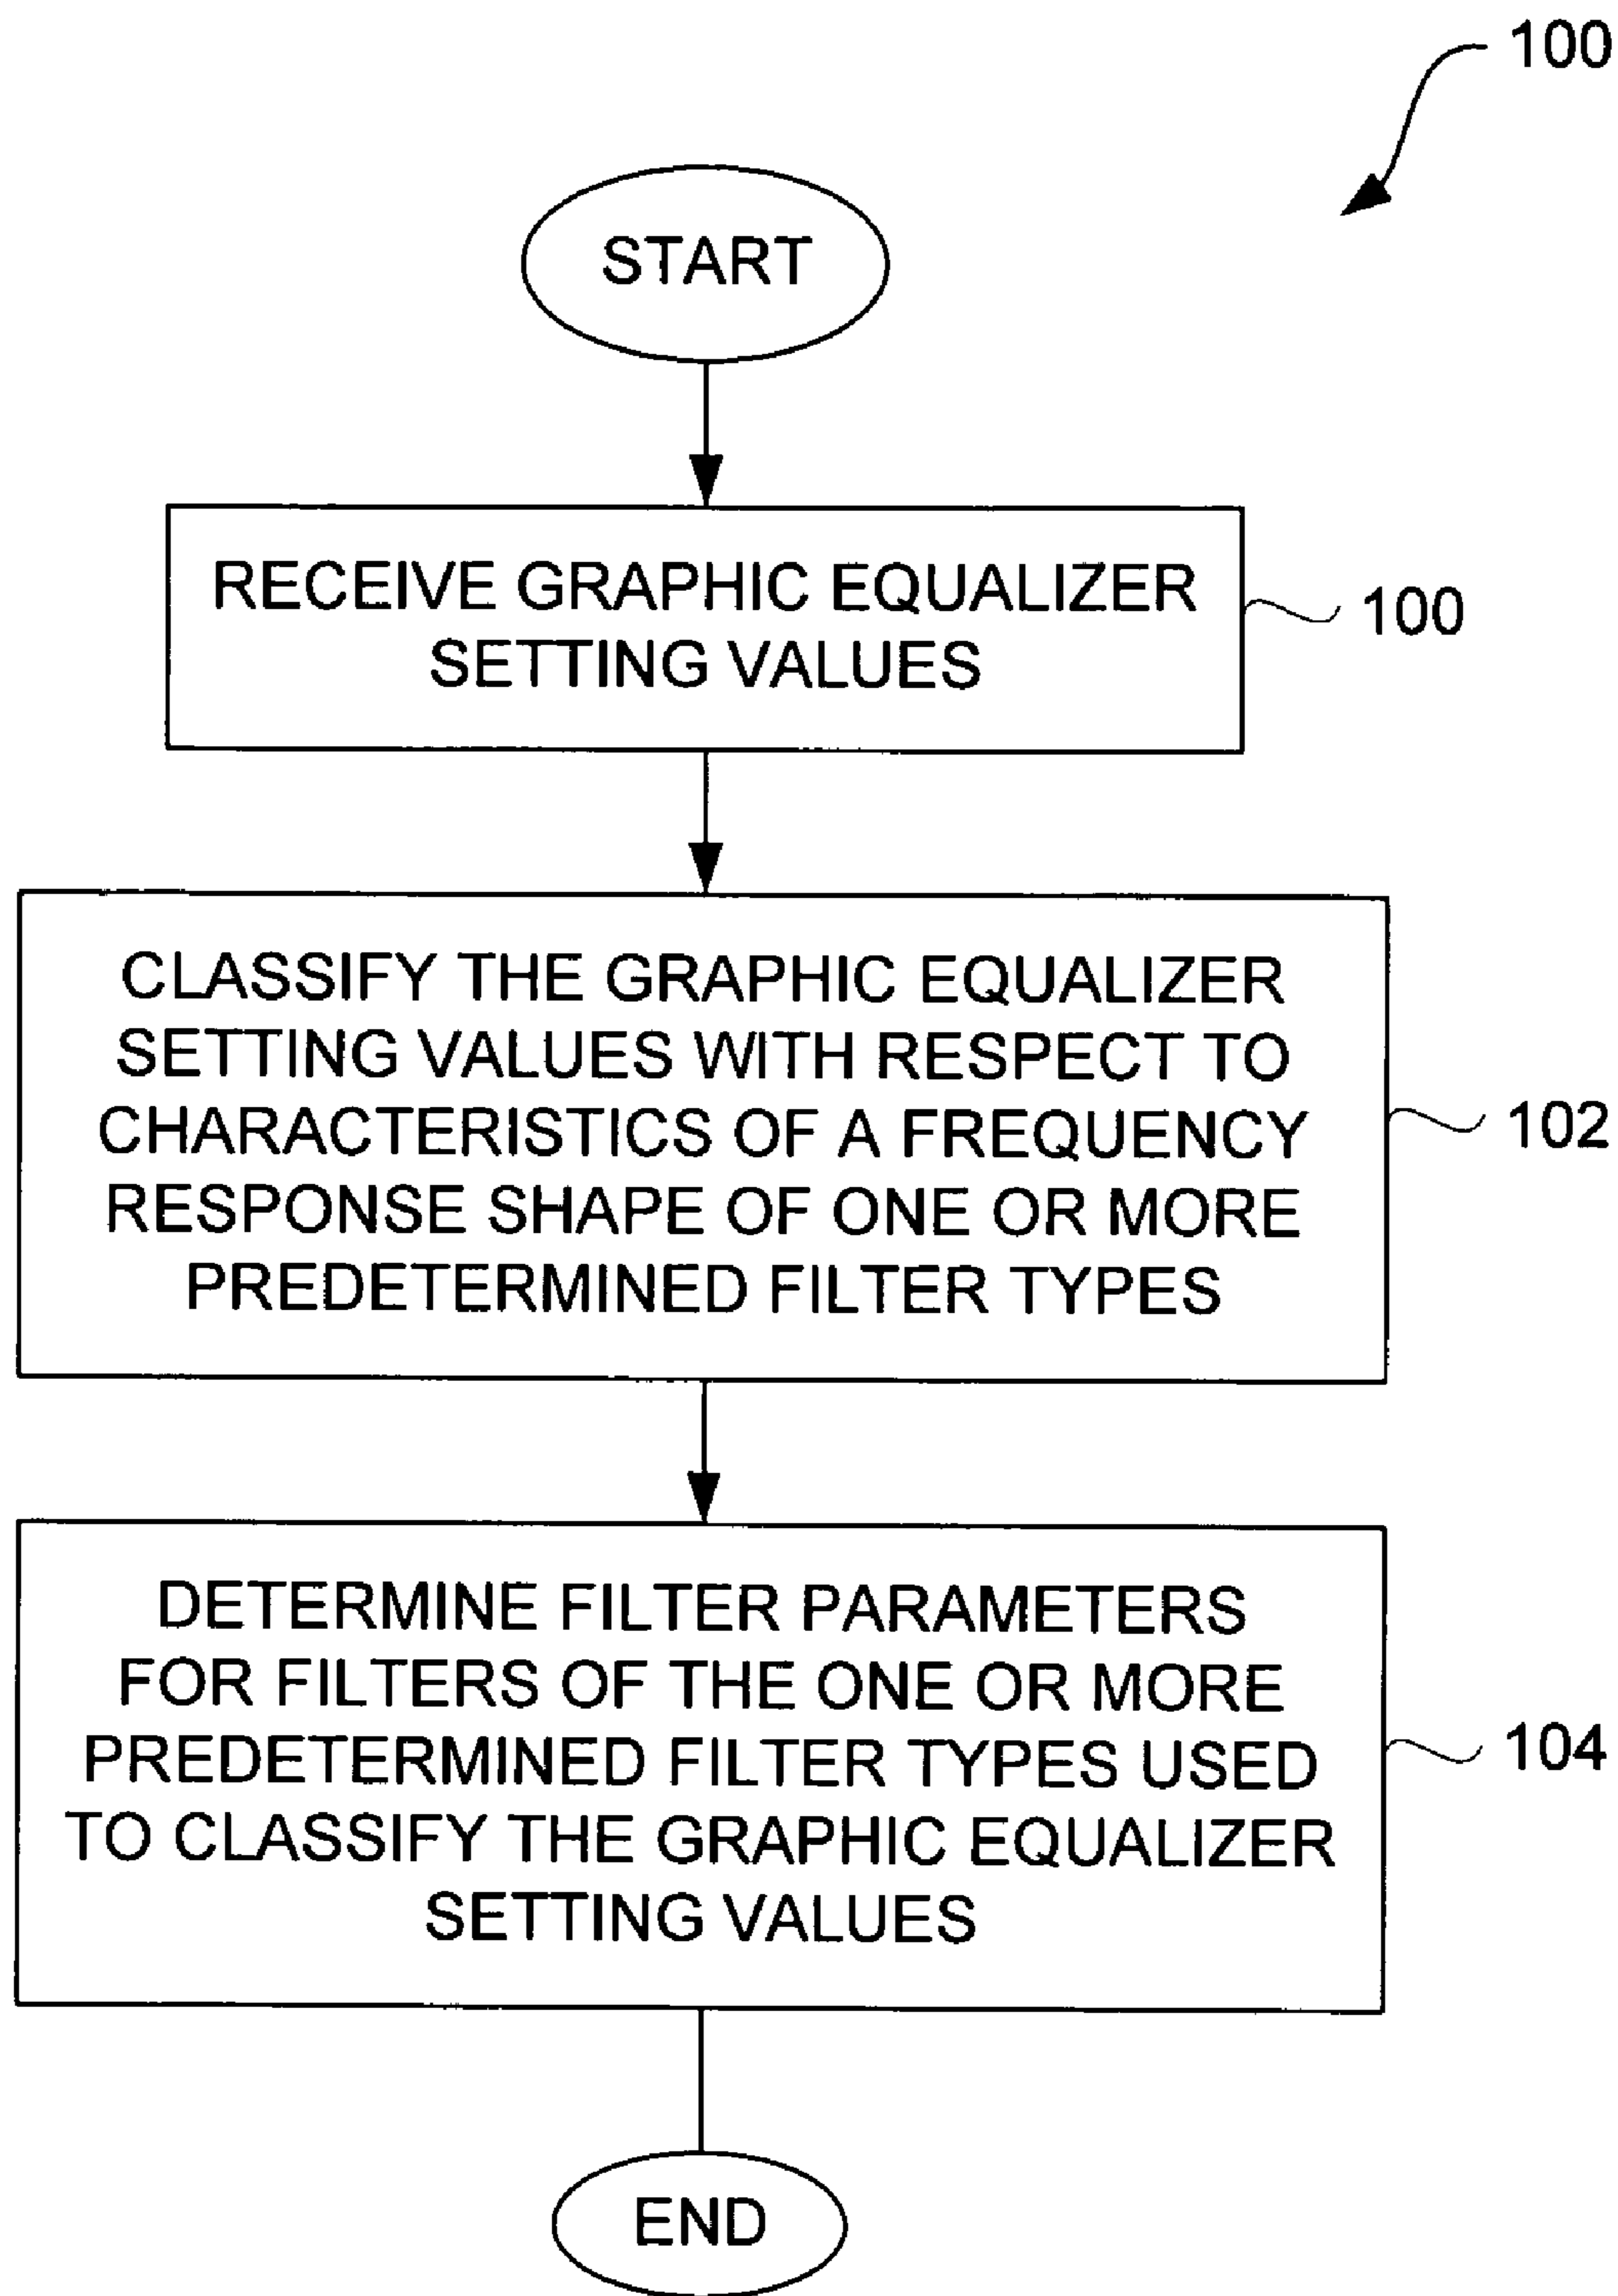 100
START
RECEIVE GRAPHIC EQUALIZER
SETTING VALUES
100
CLASSIFY THE GRAPHIC EQUALIZER
SETTING VALUES WITH RESPECT TO
CHARACTERISTICS OF A FREQUENCY
RESPONSE SHAPE OF ONE OR MORE
PREDETERMINED FILTER TYPES
102
DETERMINE FILTER PARAMETERS
FOR FILTERS OF THE ONE OR MORE
PREDETERMINED FILTER TYPES USED
TO CLASSIFY THE GRAPHIC EQUALIZER
SETTING VALUES
104
END